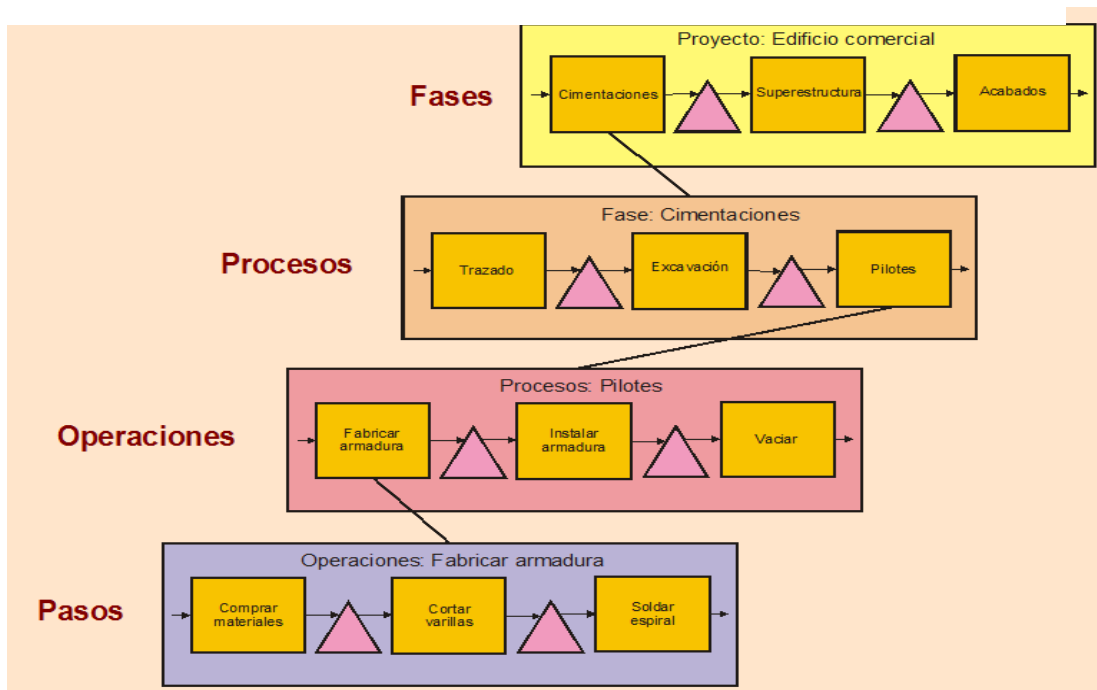 Proyecto: Edificio comercial
Fases
Cimentaciones
Superestructura
Acabados
Fase: Cimentaciones
Procesos
Trazado
Excavación
Pilotes
Procesos: Pilotes
Operaciones
Fabricar
armadura
Instalar
armadura
Vaciar
Operaciones: Fabricar armadura
Pasos
Comprar
materiales
Cortar
varillas
Soldar
espiral